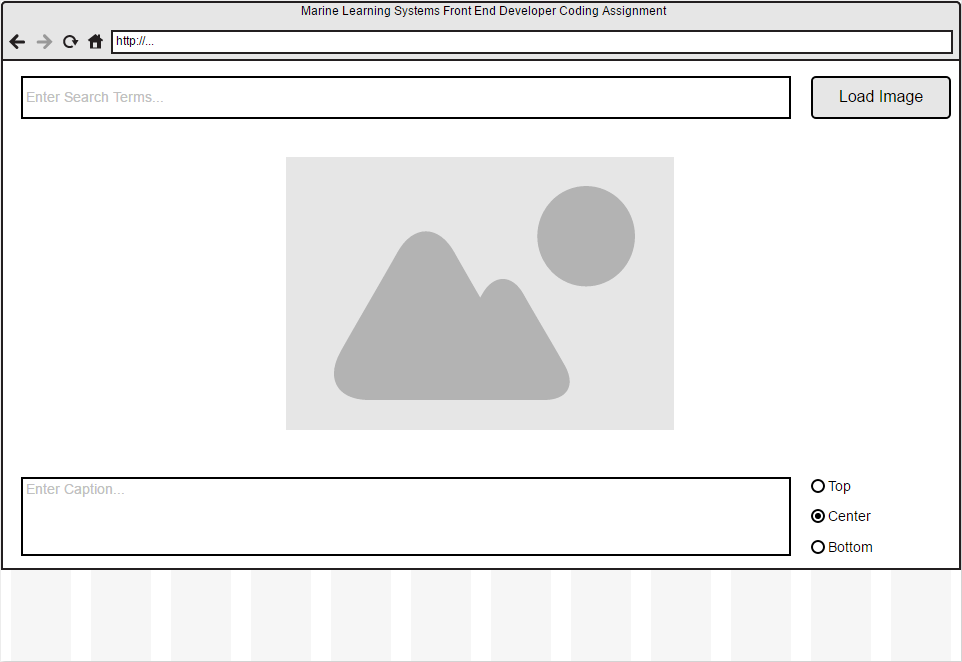 Marine Learning Systems Front End Developer Coding Assignment
http://...
Enter Search Terms...
Load Image
Enter Caption...
Top
Center
Bottom